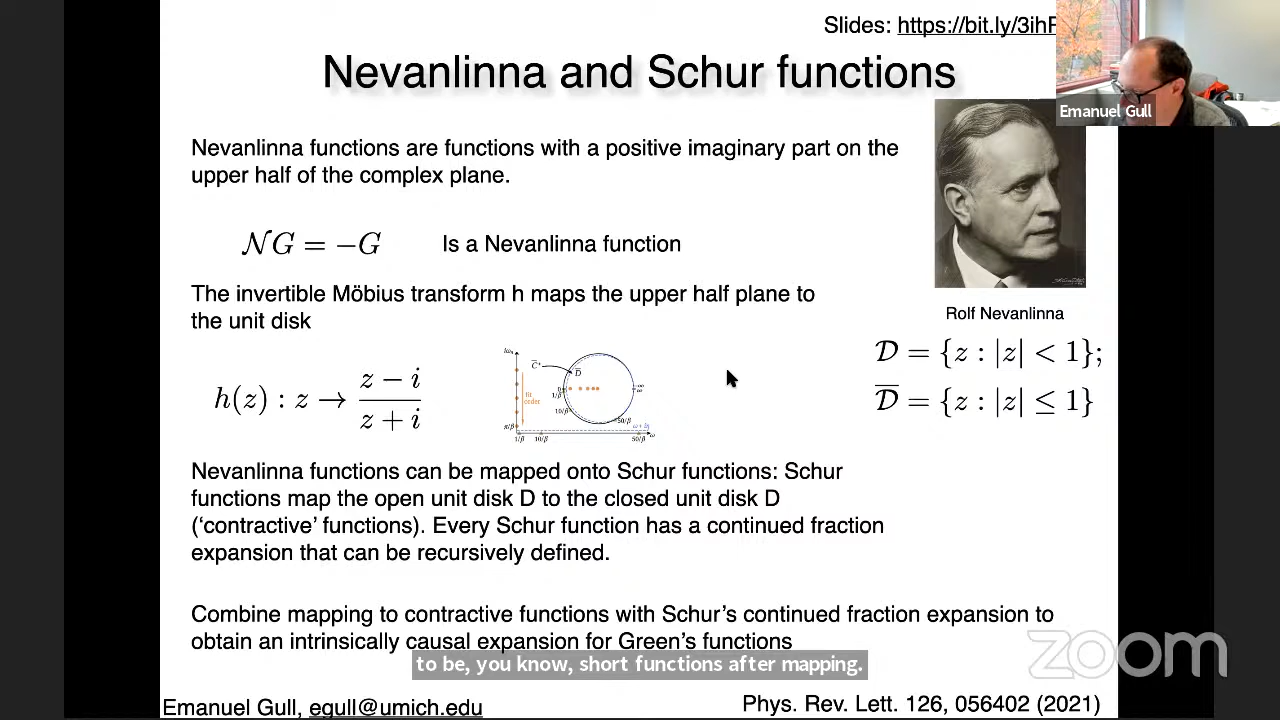 Slides: https://bit.ly/3ih
Nevanlinna and Schur functions
Emanuel Gull
Nevanlinna functions are functions with a positive imaginary part on the
upper half of the complex plane.
𝒩G = −G Is a Nevanlinna function
The invertible Möbius transform h maps the upper half plane to
the unit disk
Rolf Nevanlinna
h(z) : z → (z − i)/(z + i)
fit
order
1/β 10/β 50/β
𝒟 = {z : |z| < 1};
𝒟̅ = {z : |z| ≤ 1}
Nevanlinna functions can be mapped onto Schur functions: Schur
functions map the open unit disk D to the closed unit disk D
(‘contractive’ functions). Every Schur function has a continued fraction
expansion that can be recursively defined.
Combine mapping to contractive functions with Schur’s continued fraction expansion to
obtain an intrinsically causal expansion for Green’s functions
to be, you know, short functions after mapping.
zoom
Emanuel Gull, egull@umich.edu
Phys. Rev. Lett. 126, 056402 (2021)